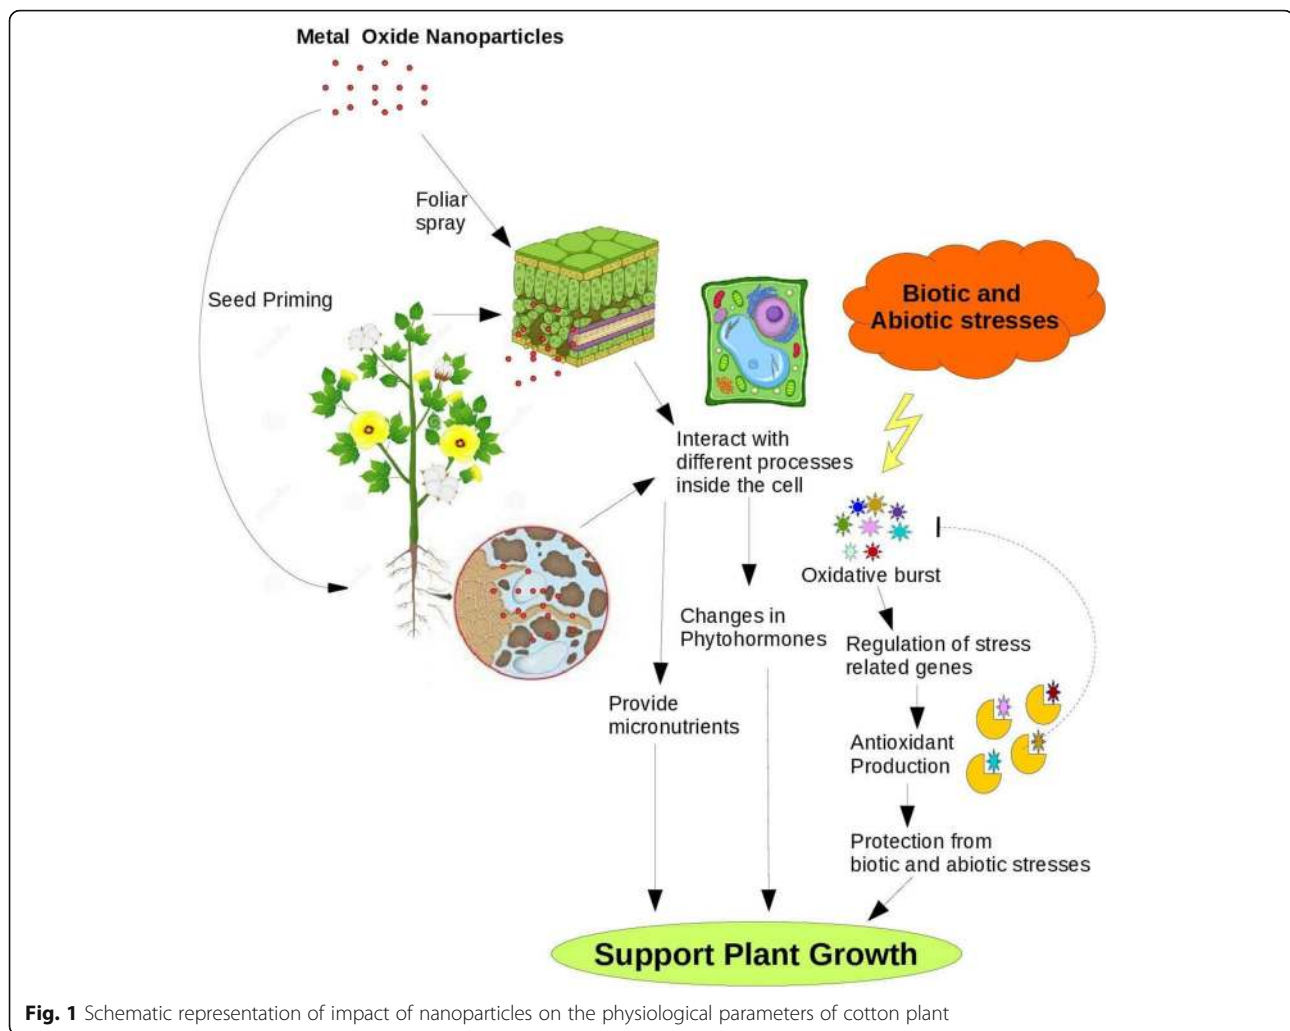 Metal Oxide Nanoparticles
Foliar
spray
Seed Priming
Biotic and
Abiotic stresses
Interact with
different processes
inside the cell
Oxidative burst
Changes in
Phytohormones
Regulation of stress
related genes
Provide
micronutrients
Antioxidant
Production
Protection from
biotic and abiotic stresses
Support Plant Growth
Fig. 1 Schematic representation of impact of nanoparticles on the physiological parameters of cotton plant